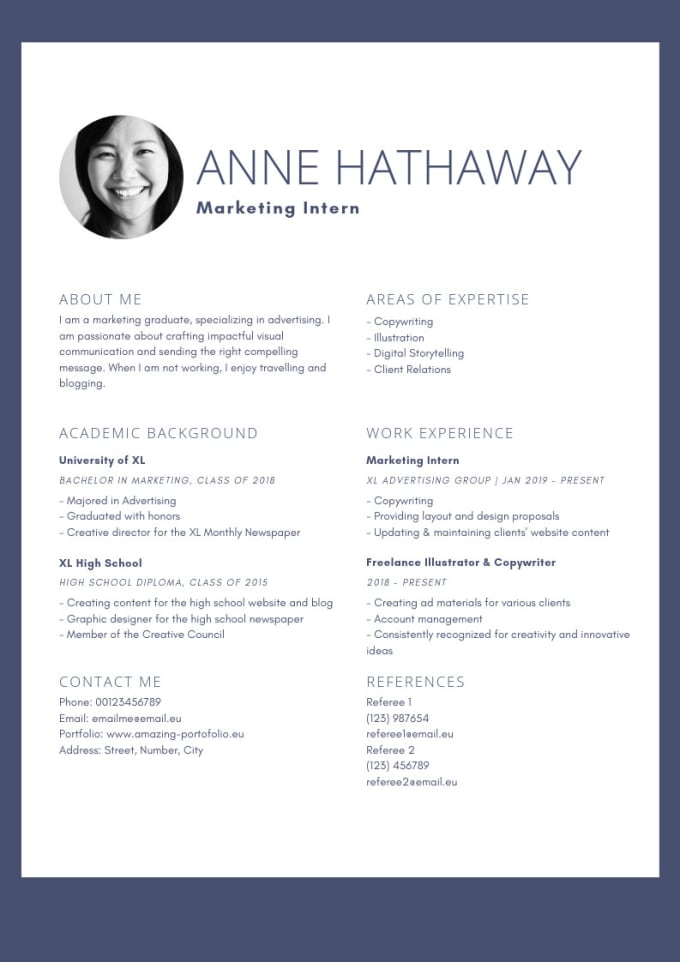 ANNE HATHAWAY
Marketing Intern
ABOUT ME
I am a marketing graduate, specializing in advertising. I
am passionate about crafting impactful visual
communication and sending the right compelling
message. When I am not working, I enjoy travelling and
blogging.
AREAS OF EXPERTISE
- Copywriting
- Illustration
- Digital Storytelling
- Client Relations
ACADEMIC BACKGROUND
University of XL
BACHELOR IN MARKETING, CLASS OF 2018
- Majored in Advertising
- Graduated with honors
- Creative director for the XL Monthly Newspaper
XL High School
HIGH SCHOOL DIPLOMA, CLASS OF 2015
- Creating content for the high school website and blog
- Graphic designer for the high school newspaper
- Member of the Creative Council
WORK EXPERIENCE
Marketing Intern
XL ADVERTISING GROUP | JAN 2019 - PRESENT
- Copywriting
- Providing layout and design proposals
- Updating & maintaining clients' website content
Freelance Illustrator & Copywriter
2018 - PRESENT
- Creating ad materials for various clients
- Account management
- Consistently recognized for creativity and innovative
ideas
CONTACT ME
Phone: 00123456789
Email: emailme@email.eu
Portfolio: www.amazing-portofolio.eu
Address: Street, Number, City
REFERENCES
Referee 1
(123) 987654
referee1@email.eu
Referee 2
(123) 456789
referee2@email.eu